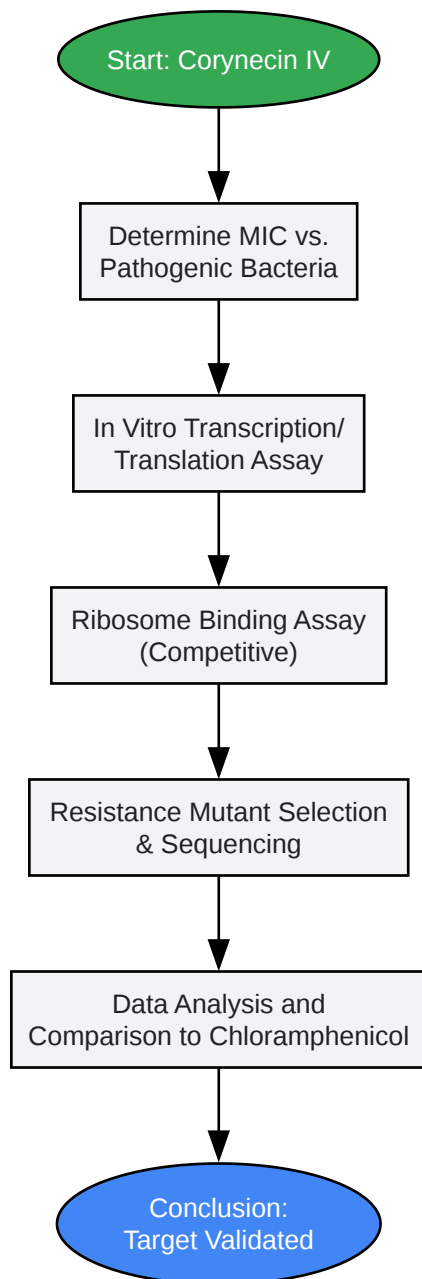 Start: Corynecin IV
Determine MIC vs.
Pathogenic Bacteria
In Vitro Transcription/
Translation Assay
Ribosome Binding Assay
(Competitive)
Resistance Mutant Selection
& Sequencing
Data Analysis and
Comparison to Chloramphenicol
Conclusion:
Target Validated